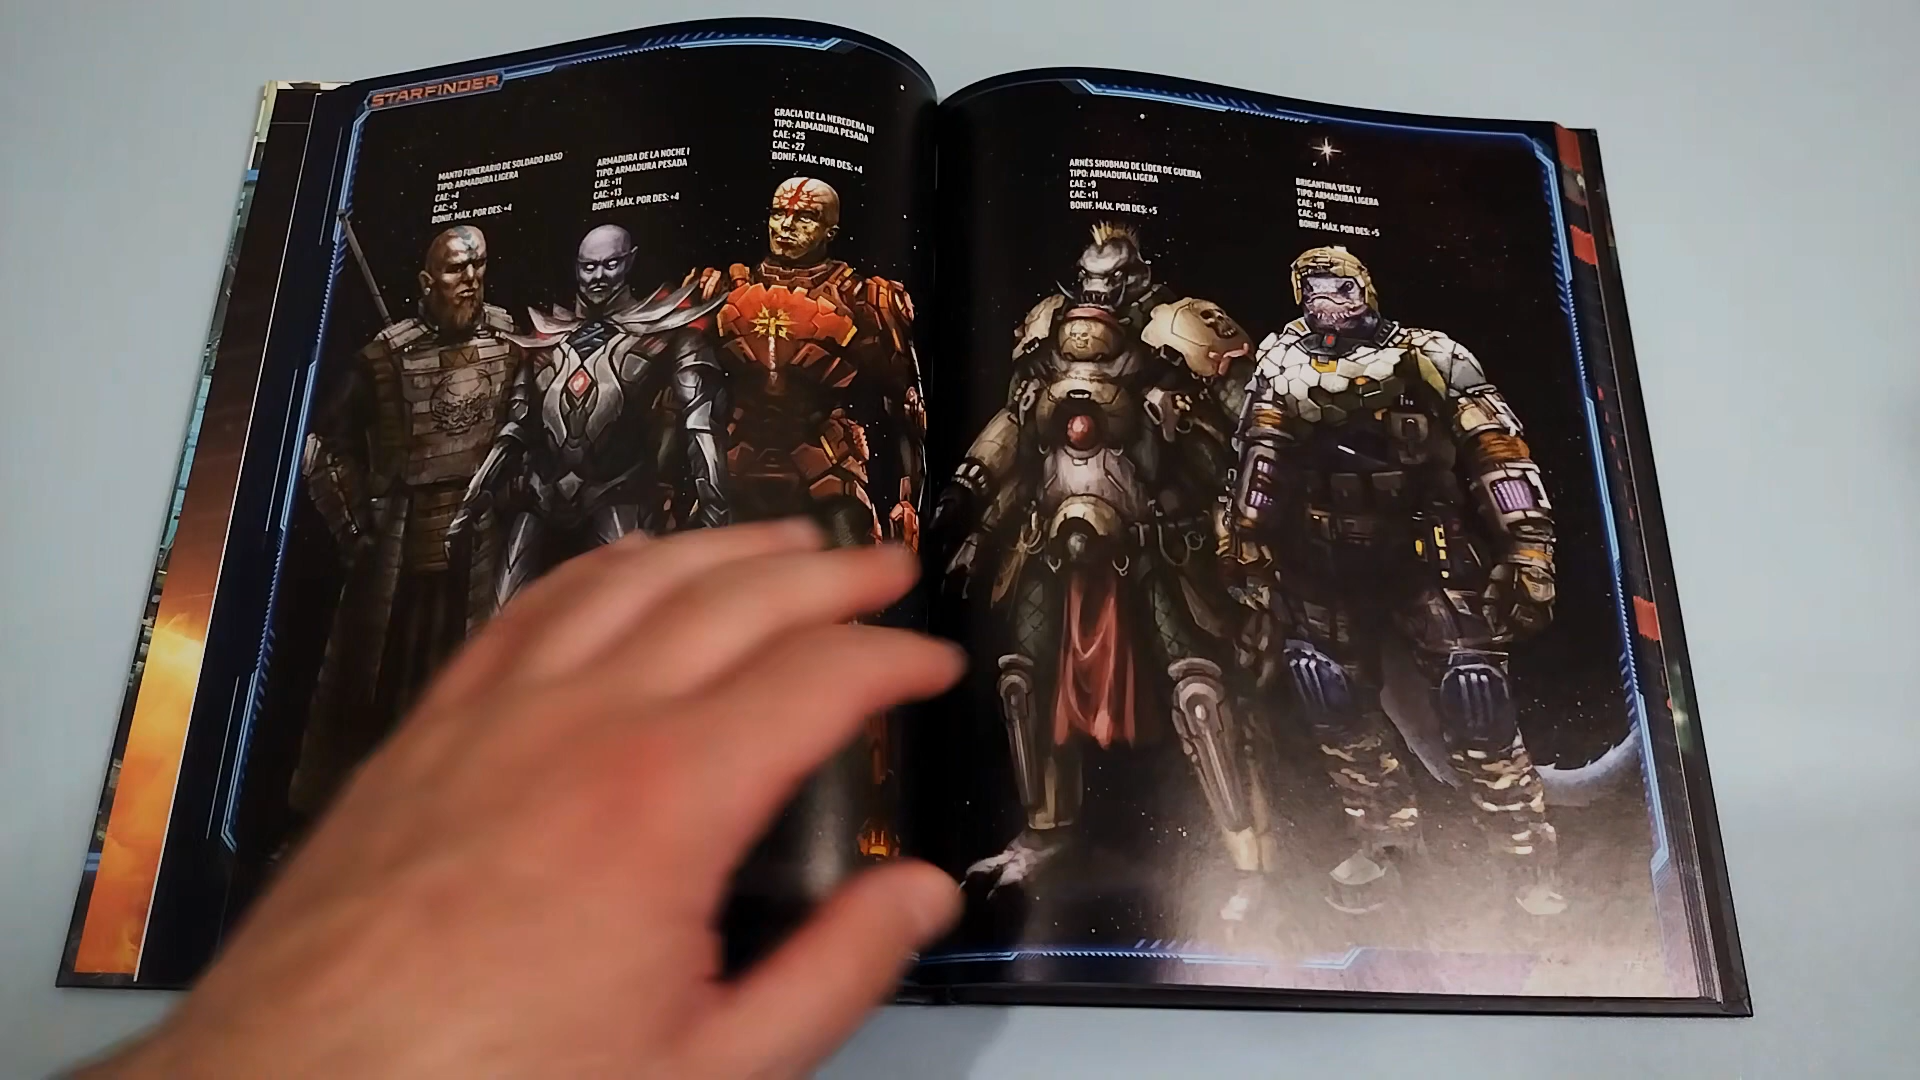 STARFINDER
MANTO FUNERARIO DE SOLDADO RASO
TIPO: ARMADURA LIGERA
CAE: +4
CAC: +5
BONIF. MÁX. POR DES: +4
ARMADURA DE LA NOCHE I
TIPO: ARMADURA PESADA
CAE: +11
CAC: +13
BONIF. MÁX. POR DES: +4
GRACIA DE LA HEREDERA III
TIPO: ARMADURA PESADA
CAE: +25
CAC: +27
BONIF. MÁX. POR DES: +4
ARNÉS SHOBHAD DE LÍDER DE GUERRA
TIPO: ARMADURA LIGERA
CAE: +9
CAC: +11
BONIF. MÁX. POR DES: +5
BRIGANTINA VESK V
TIPO: ARMADURA LIGERA
CAE: +19
CAC: +20
BONIF. MÁX. POR DES: +5